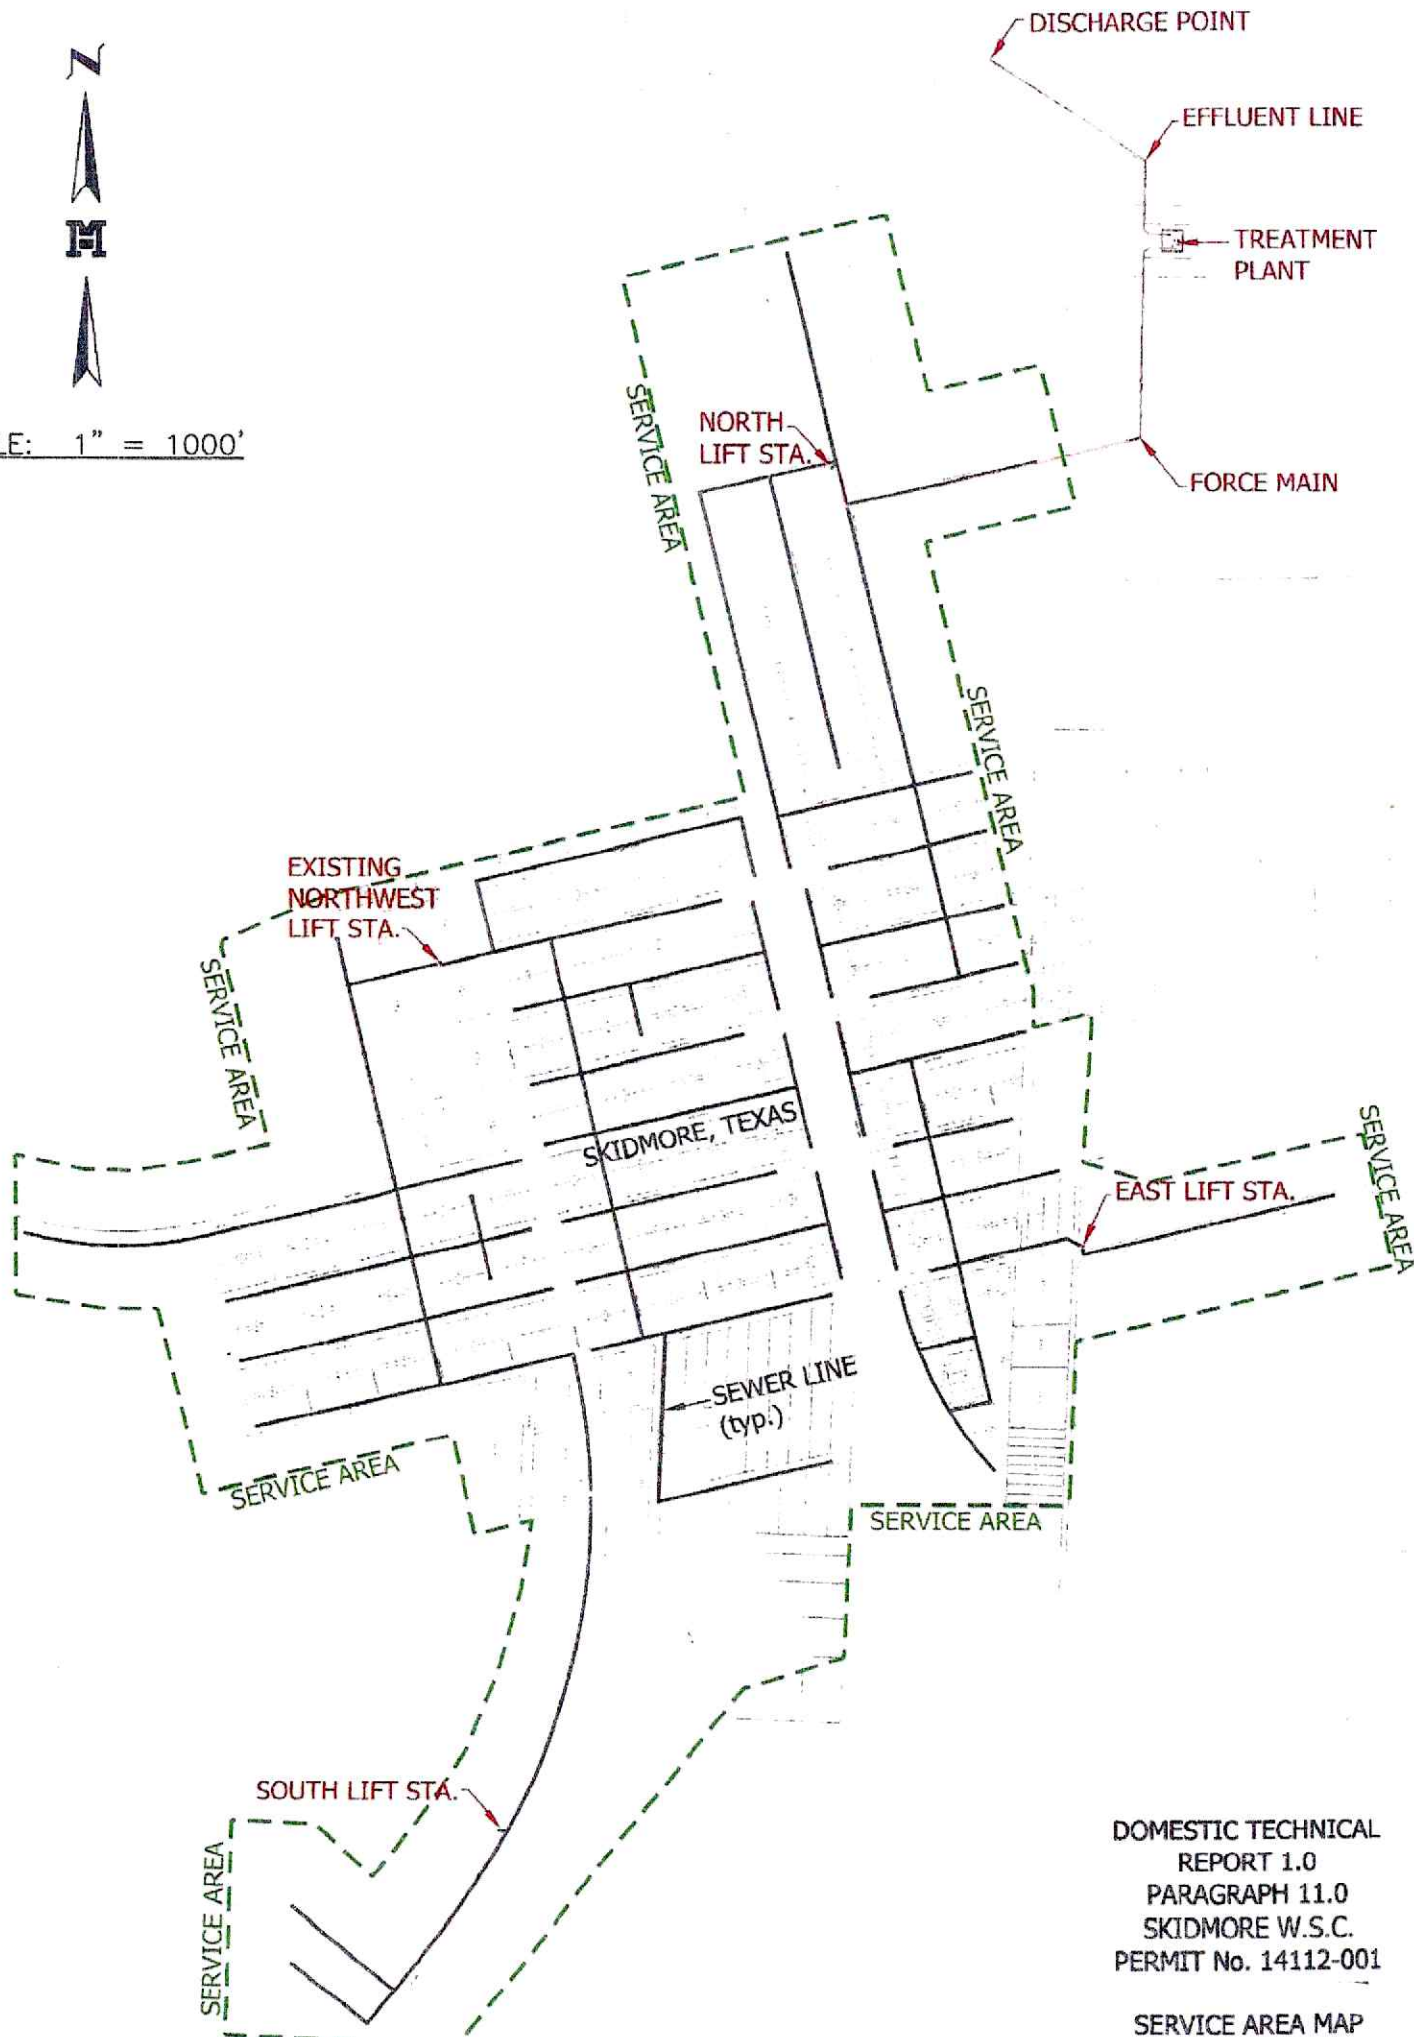 DISCHARGE POINT
EFFLUENT LINE
TREATMENT
PLANT
N
LE: 1" = 1000'
NORTH
LIFT STA.
SERVICE AREA
FORCE MAIN
SERVICE AREA
EXISTING
NORTHWEST
LIFT STA.
SERVICE AREA
SKIDMORE, TEXAS
SERVICE AREA
EAST LIFT STA.
SEWER LINE
(typ.)
SERVICE AREA
SERVICE AREA
SOUTH LIFT STA.
SERVICE AREA
DOMESTIC TECHNICAL
REPORT 1.0
PARAGRAPH 11.0
SKIDMORE W.S.C.
PERMIT No. 14112-001
SERVICE AREA MAP